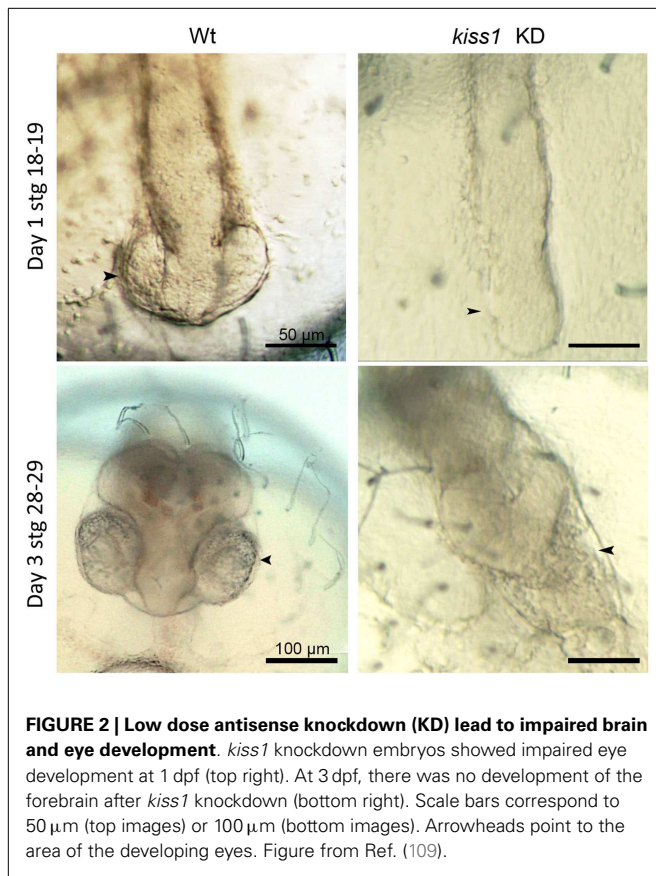 Wt
kiss1 KD
Day 1 stg 18-19
50 µm
Day 3 stg 28-29
100 µm
FIGURE 2 | Low dose antisense knockdown (KD) lead to impaired brain
and eye development. kiss1 knockdown embryos showed impaired eye
development at 1 dpf (top right). At 3 dpf, there was no development of the
forebrain after kiss1 knockdown (bottom right). Scale bars correspond to
50 µm (top images) or 100 µm (bottom images). Arrowheads point to the
area of the developing eyes. Figure from Ref. (109).